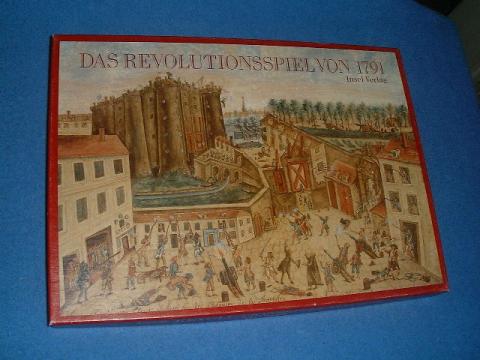 DAS REVOLUTIONSSPIEL VON 1791
Insel Verlag